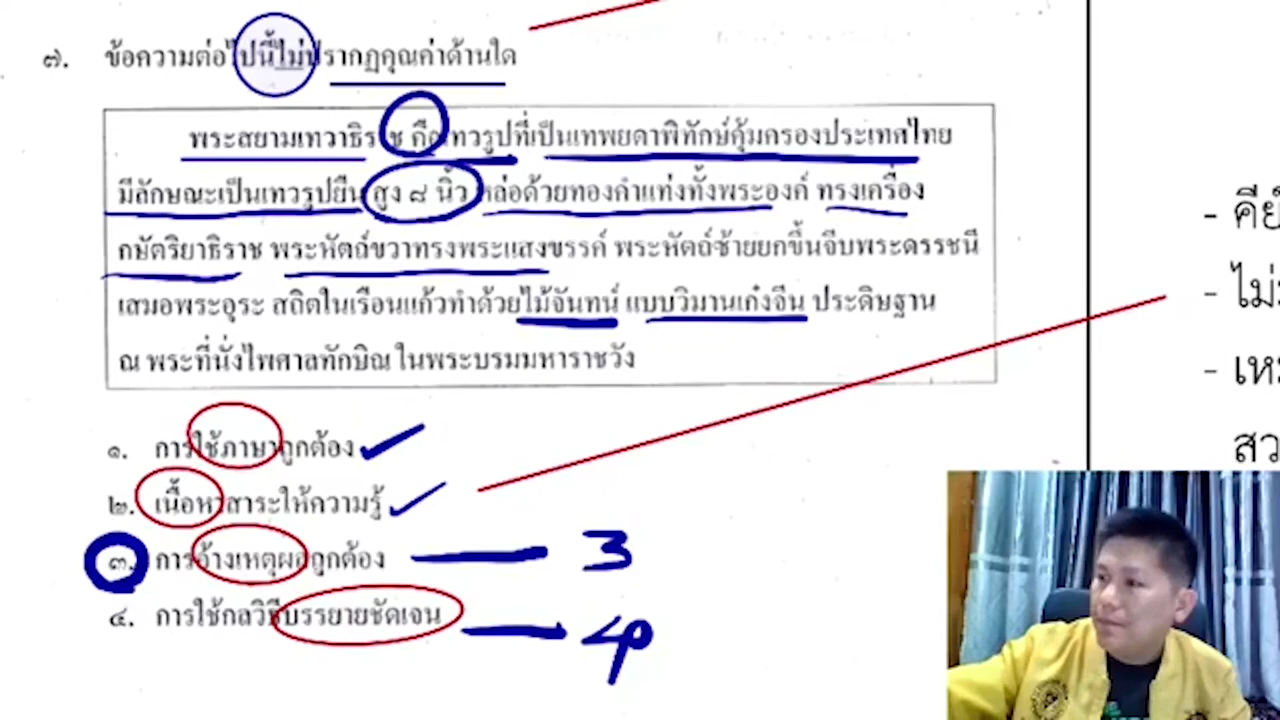 ๗. ข้อความต่อไปนี้ไม่ปรากฏคุณค่าด้านใด
พระสยามเทวาธิราช คือเทวรูปที่เป็นเทพยดาพิทักษ์คุ้มครองประเทศไทย
มีลักษณะเป็นเทวรูปยืน สูง ๘ นิ้ว หล่อด้วยทองคำแท่งทั้งพระองค์ ทรงเครื่อง
กษัตริยาธิราช พระหัตถ์ขวาทรงพระแสงขรรค์ พระหัตถ์ซ้ายยกขึ้นจีบพระดรรชนี
เสมอพระอุระ สถิตในเรือนแก้วทำด้วยไม้จันทน์ แบบวิมานเก๋งจีน ประดิษฐาน
ณ พระที่นั่งไพศาลทักษิณ ในพระบรมมหาราชวัง
๑. การใช้ภาษาถูกต้อง
๒. เนื้อหาสาระให้ความรู้
๓. การอ้างเหตุผลถูกต้อง 3
๔. การใช้กลวิธีบรรยายชัดเจน 4
- คียั
- ไม่
- เห
สว